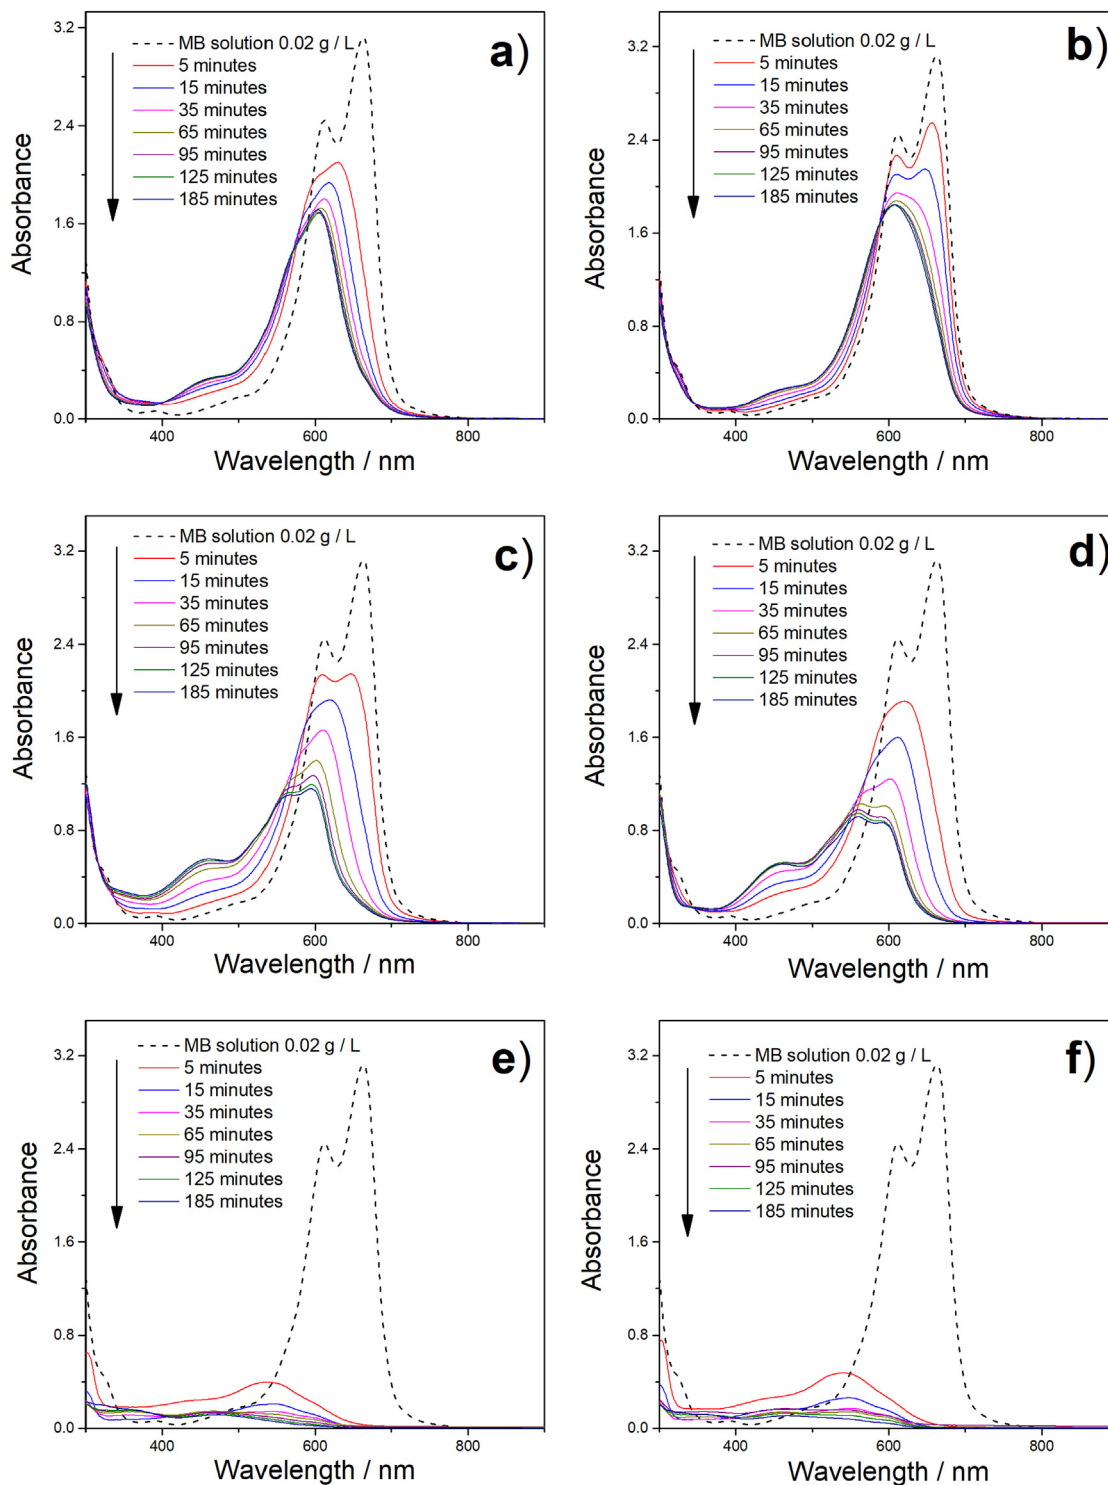 a)
3.2
2.4
1.6
0.8
0.0
400
600
800
Absorbance
Wavelength / nm
MB solution 0.02 g / L
5 minutes
15 minutes
35 minutes
65 minutes
95 minutes
125 minutes
185 minutes
b)
3.2
2.4
1.6
0.8
0.0
400
600
800
Absorbance
Wavelength / nm
MB solution 0.02 g / L
5 minutes
15 minutes
35 minutes
65 minutes
95 minutes
125 minutes
185 minutes
c)
3.2
2.4
1.6
0.8
0.0
400
600
800
Absorbance
Wavelength / nm
MB solution 0.02 g / L
5 minutes
15 minutes
35 minutes
65 minutes
95 minutes
125 minutes
185 minutes
d)
3.2
2.4
1.6
0.8
0.0
400
600
800
Absorbance
Wavelength / nm
MB solution 0.02 g / L
5 minutes
15 minutes
35 minutes
65 minutes
95 minutes
125 minutes
185 minutes
e)
3.2
2.4
1.6
0.8
0.0
400
600
800
Absorbance
Wavelength / nm
MB solution 0.02 g / L
5 minutes
15 minutes
35 minutes
65 minutes
95 minutes
125 minutes
185 minutes
f)
3.2
2.4
1.6
0.8
0.0
400
600
800
Absorbance
Wavelength / nm
MB solution 0.02 g / L
5 minutes
15 minutes
35 minutes
65 minutes
95 minutes
125 minutes
185 minutes